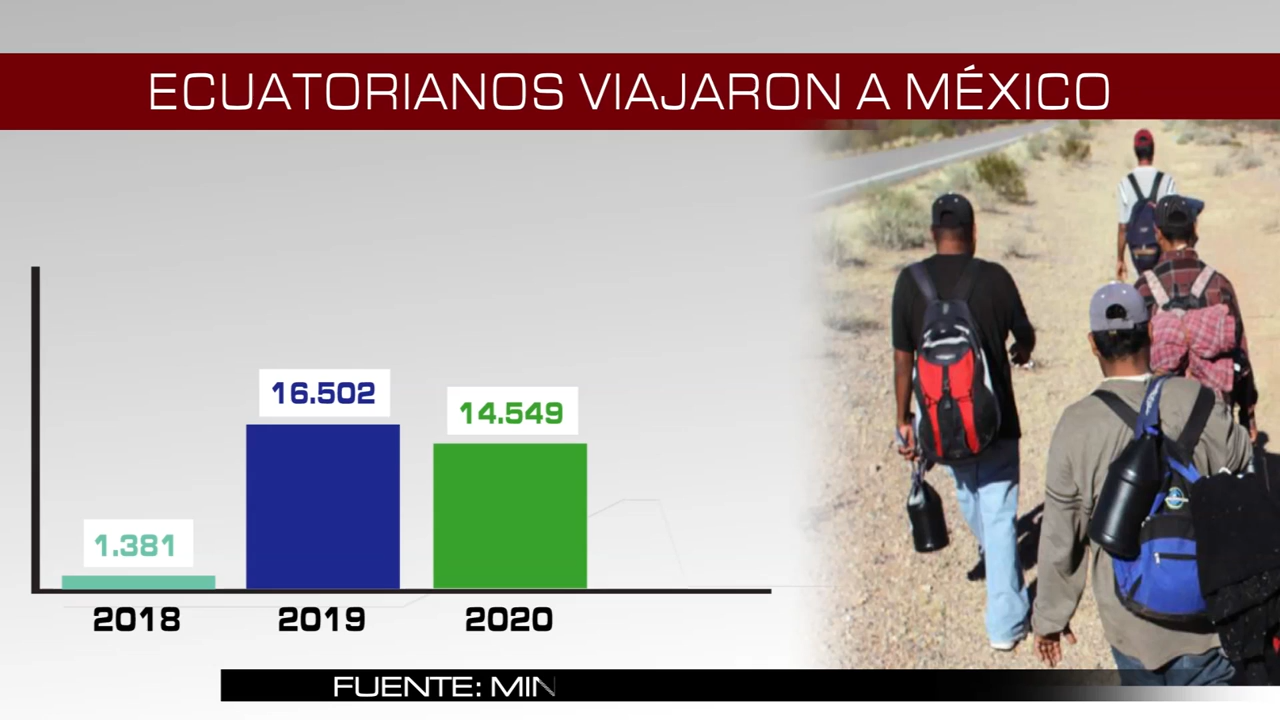 ECUATORIANOS VIAJARON A MÉXICO
16.502
14.549
1.381
2018 2019 2020
FUENTE: MIN